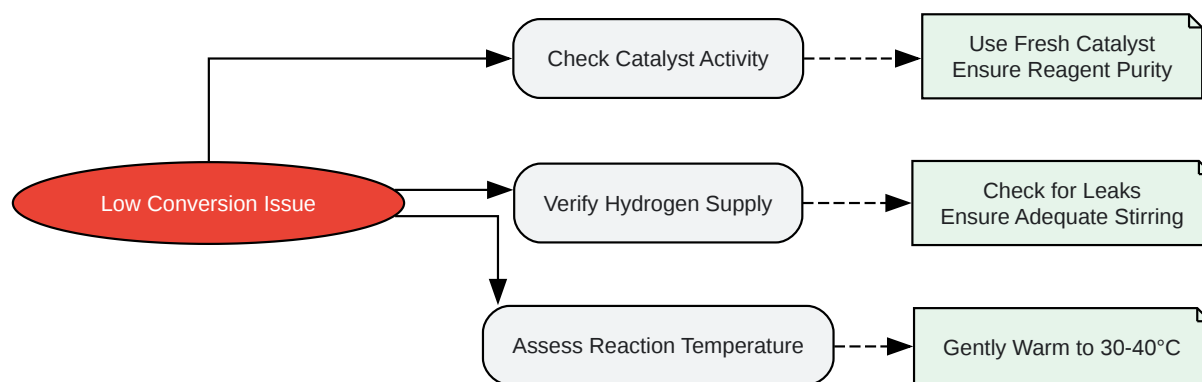 Check Catalyst Activity
Use Fresh Catalyst
Ensure Reagent Purity
Low Conversion Issue
Verify Hydrogen Supply
Check for Leaks
Ensure Adequate Stirring
Assess Reaction Temperature
Gently Warm to 30-40°C